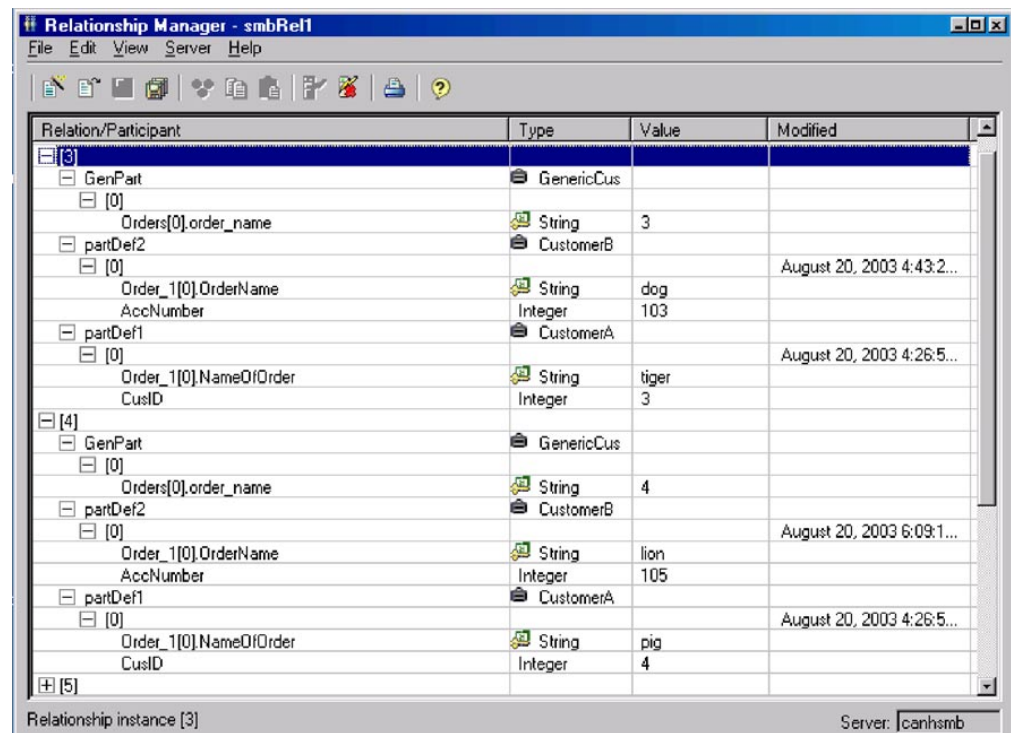 Relationship Manager - smbRel1
File Edit View Server Help
Relation/Participant Type Value Modified
[3]
GenPart GenericCus
[0]
Orders[0].order_name String 3
partDef2 CustomerB
[0] August 20, 2003 4:43:2...
Order_1[0].OrderName String dog
AccNumber Integer 103
partDef1 CustomerA
[0] August 20, 2003 4:26:5...
Order_1[0].NameOfOrder String tiger
CusID Integer 3
[4]
GenPart GenericCus
[0]
Orders[0].order_name String 4
partDef2 CustomerB
[0] August 20, 2003 6:09:1...
Order_1[0].OrderName String lion
AccNumber Integer 105
partDef1 CustomerA
[0] August 20, 2003 4:26:5...
Order_1[0].NameOfOrder String pig
CusID Integer 4
[5]
Relationship instance [3] Server: canhsmb